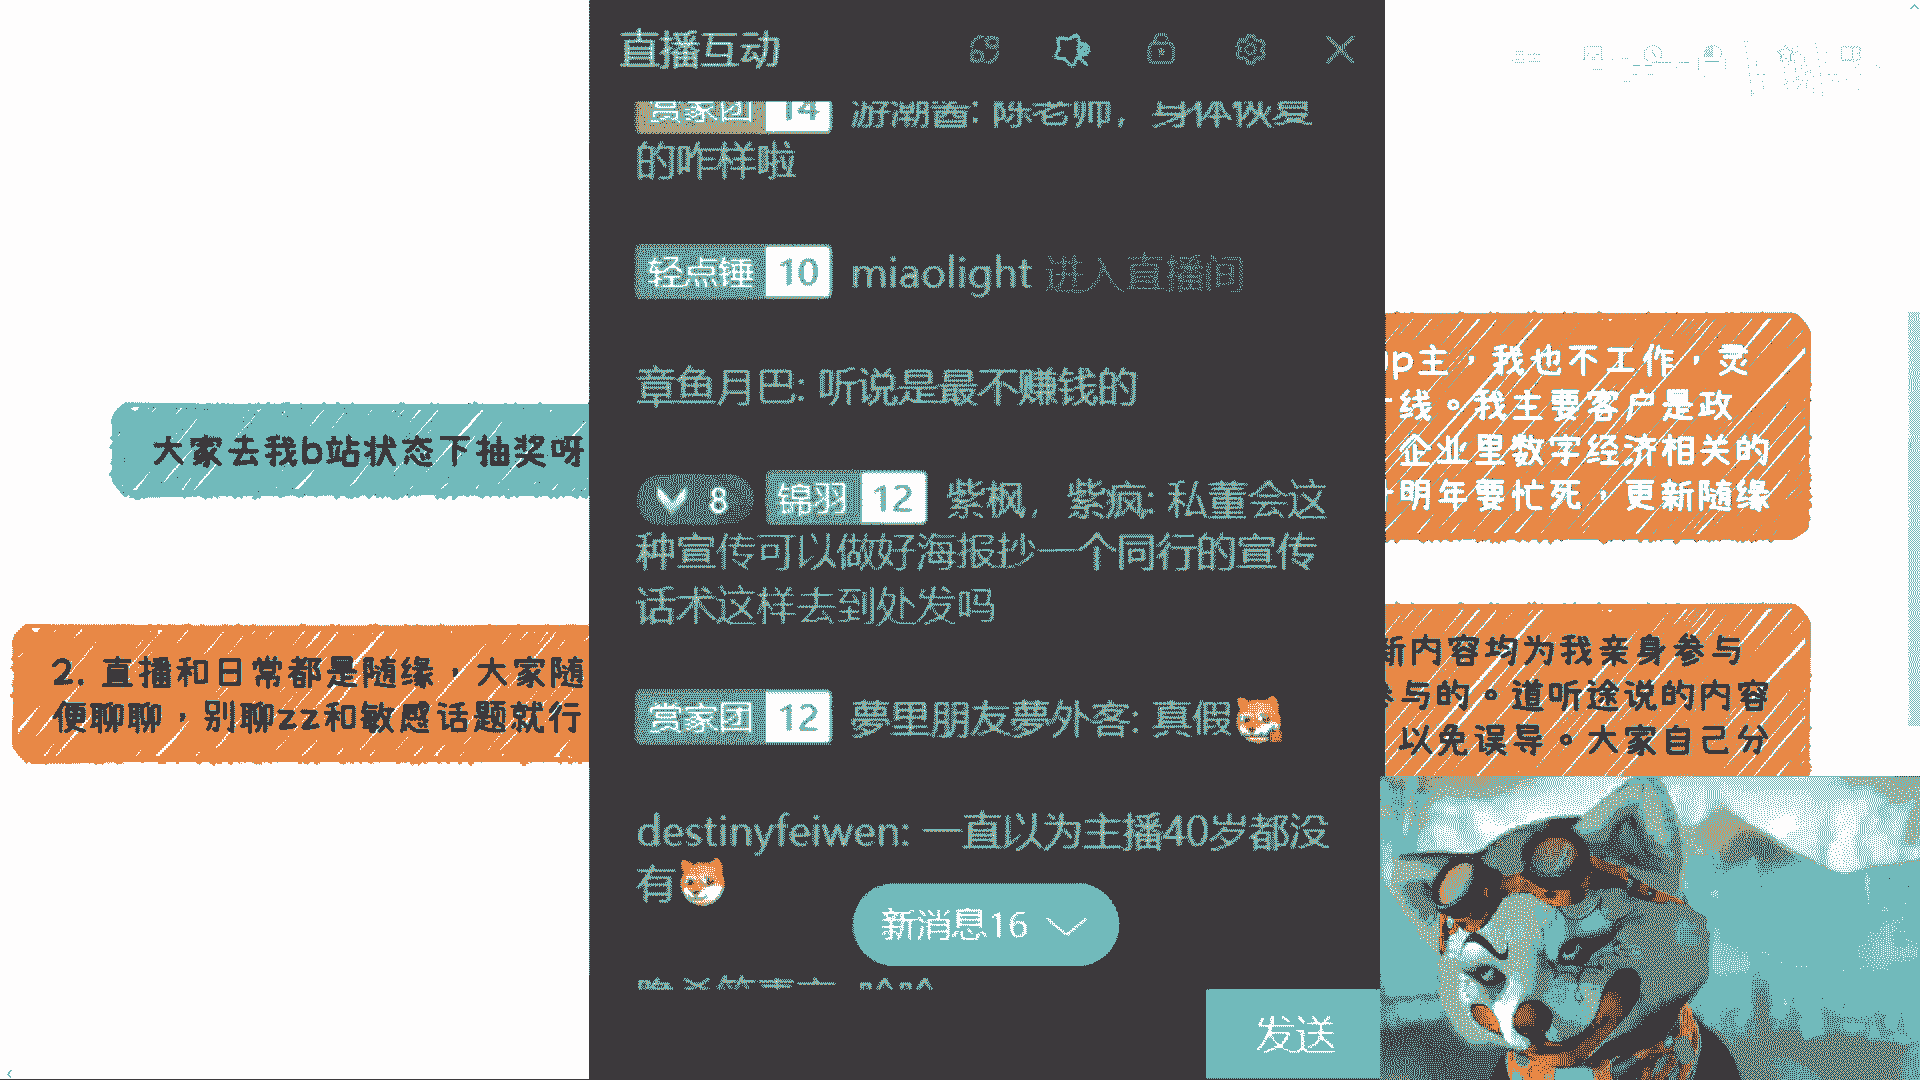 直播互动
赏家团 14 游潮酱: 陈老师，身体恢复
的咋样啦
轻点锤 10 miaolight 进入直播间
章鱼月巴: 听说是最不赚钱的
8 锦羽 12 紫枫，紫疯: 私董会这
种宣传可以做好海报抄一个同行的宣传
话术这样去到处发吗
赏家团 12 夢里朋友夢外客: 真假
destinyfeiwen: 一直以为主播40岁都没
有
新消息16
发送
大家去我b站状态下抽奖呀
2. 直播和日常都是随缘，大家随
便聊聊，别聊zz和敏感话题就行
up主，我也不工作，灵
线。我主要客户是政
企业里数字经济相关的
明年要忙死，更新随缘
新内容均为我亲身参与
参与的。道听途说的内容
以免误导。大家自己分